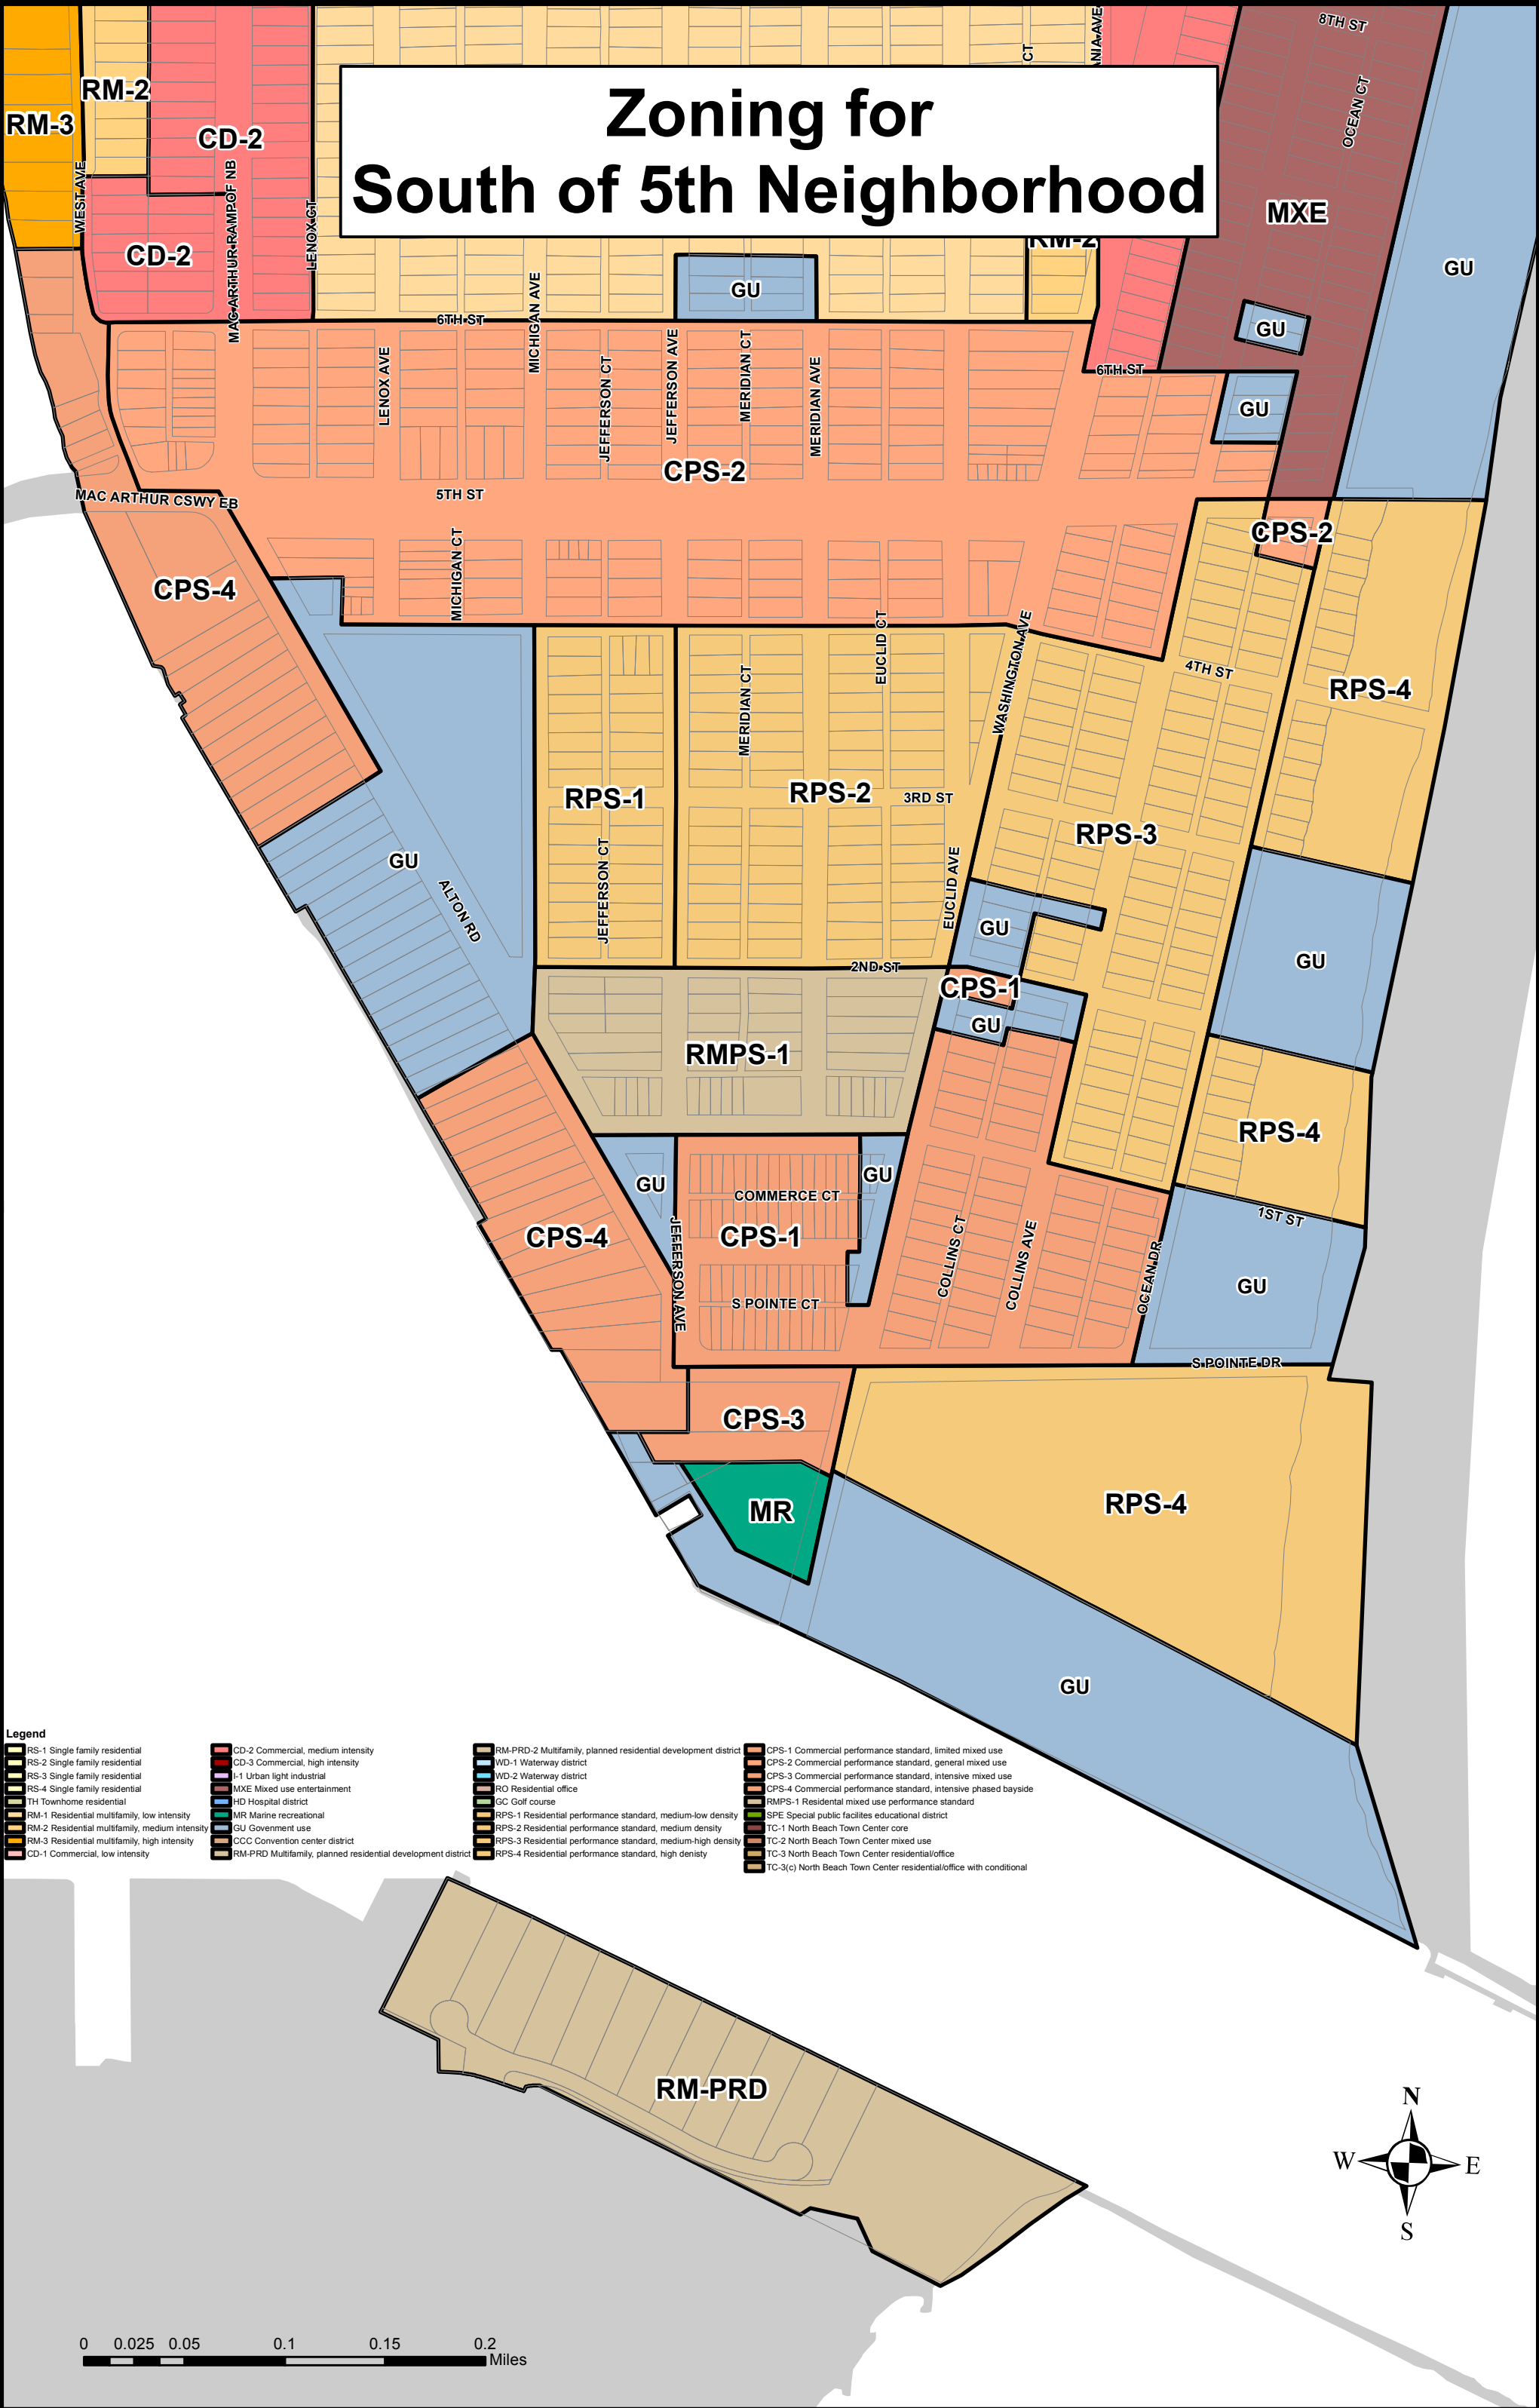 8TH ST
NIA AVE
CT
OCEAN CT
RM-2
RM-3
CD-2
Zoning for
South of 5th Neighborhood
WEST AVE
MAC ARTHUR RAMP OF NB
LENOX CT
MXE
RM-2
CD-2
GU
GU
GU
MICHIGAN AVE
6TH ST
6TH ST
LENOX AVE
JEFFERSON CT
JEFFERSON AVE
MERIDIAN CT
MERIDIAN AVE
GU
CPS-2
MAC ARTHUR CSWY EB
5TH ST
CPS-2
MICHIGAN CT
CPS-4
EUCLID CT
WASHINGTON AVE
4TH ST
RPS-4
MERIDIAN CT
RPS-1
RPS-2
3RD ST
RPS-3
GU
ALTON RD
JEFFERSON CT
EUCLID AVE
GU
GU
2ND ST
CPS-1
GU
RMPS-1
RPS-4
GU
GU
COMMERCE CT
1ST ST
CPS-4
JEFFERSON AVE
CPS-1
COLLINS CT
COLLINS AVE
OCEAN DR
GU
S POINTE CT
S POINTE DR
CPS-3
RPS-4
MR
GU
Legend
RS-1 Single family residential
RS-2 Single family residential
RS-3 Single family residential
RS-4 Single family residential
TH Townhome residential
RM-1 Residential multifamily, low intensity
RM-2 Residential multifamily, medium intensity
RM-3 Residential multifamily, high intensity
CD-1 Commercial, low intensity
CD-2 Commercial, medium intensity
CD-3 Commercial, high intensity
I-1 Urban light industrial
MXE Mixed use entertainment
HD Hospital district
MR Marine recreational
GU Govenment use
CCC Convention center district
RM-PRD Multifamily, planned residential development district
RM-PRD-2 Multifamily, planned residential development district
WD-1 Waterway district
WD-2 Waterway district
RO Residential office
GC Golf course
RPS-1 Residential performance standard, medium-low density
RPS-2 Residential performance standard, medium density
RPS-3 Residential performance standard, medium-high density
RPS-4 Residential performance standard, high denisty
CPS-1 Commercial performance standard, limited mixed use
CPS-2 Commercial performance standard, general mixed use
CPS-3 Commercial performance standard, intensive mixed use
CPS-4 Commercial performance standard, intensive phased bayside
RMPS-1 Residental mixed use performance standard
SPE Special public facilites educational district
TC-1 North Beach Town Center core
TC-2 North Beach Town Center mixed use
TC-3 North Beach Town Center residential/office
TC-3(c) North Beach Town Center residential/office with conditional
RM-PRD
N
W E
S
0 0.025 0.05 0.1 0.15 0.2
Miles